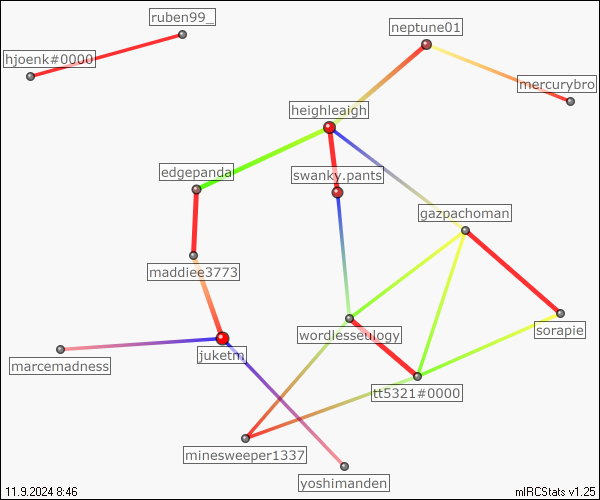 ruben99_
neptune01
hjoenk#0000
mercurybro
heighleaigh
edgepanda
swanky.pants
gazpachoman
maddiee3773
sorapie
wordlesseulogy
juketm
marcemadness
tt5321#0000
minesweeper1337
yoshimanden
11.9.2024 8:46
mIRCStats v1.25